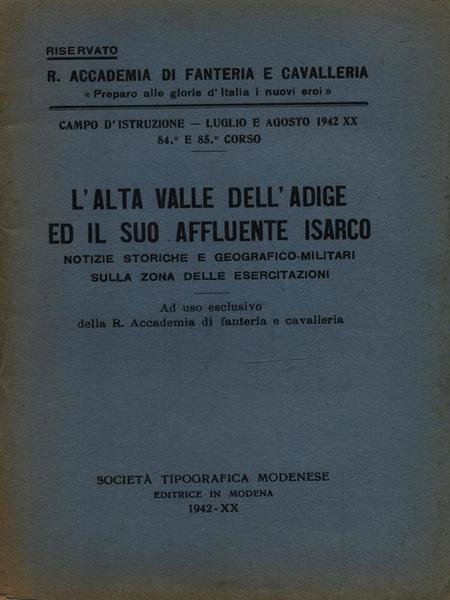 RISERVATO
R. ACCADEMIA DI FANTERIA E CAVALLERIA
« Preparo alle glorie d'Italia i nuovi eroi »
CAMPO D'ISTRUZIONE — LUGLIO E AGOSTO 1942 XX
84.º E 85.º CORSO
L'ALTA VALLE DELL'ADIGE
ED IL SUO AFFLUENTE ISARCO
NOTIZIE STORICHE E GEOGRAFICO-MILITARI
SULLA ZONA DELLE ESERCITAZIONI
Ad uso esclusivo
della R. Accademia di fanteria e cavalleria
SOCIETÀ TIPOGRAFICA MODENESE
EDITRICE IN MODENA
1942-XX